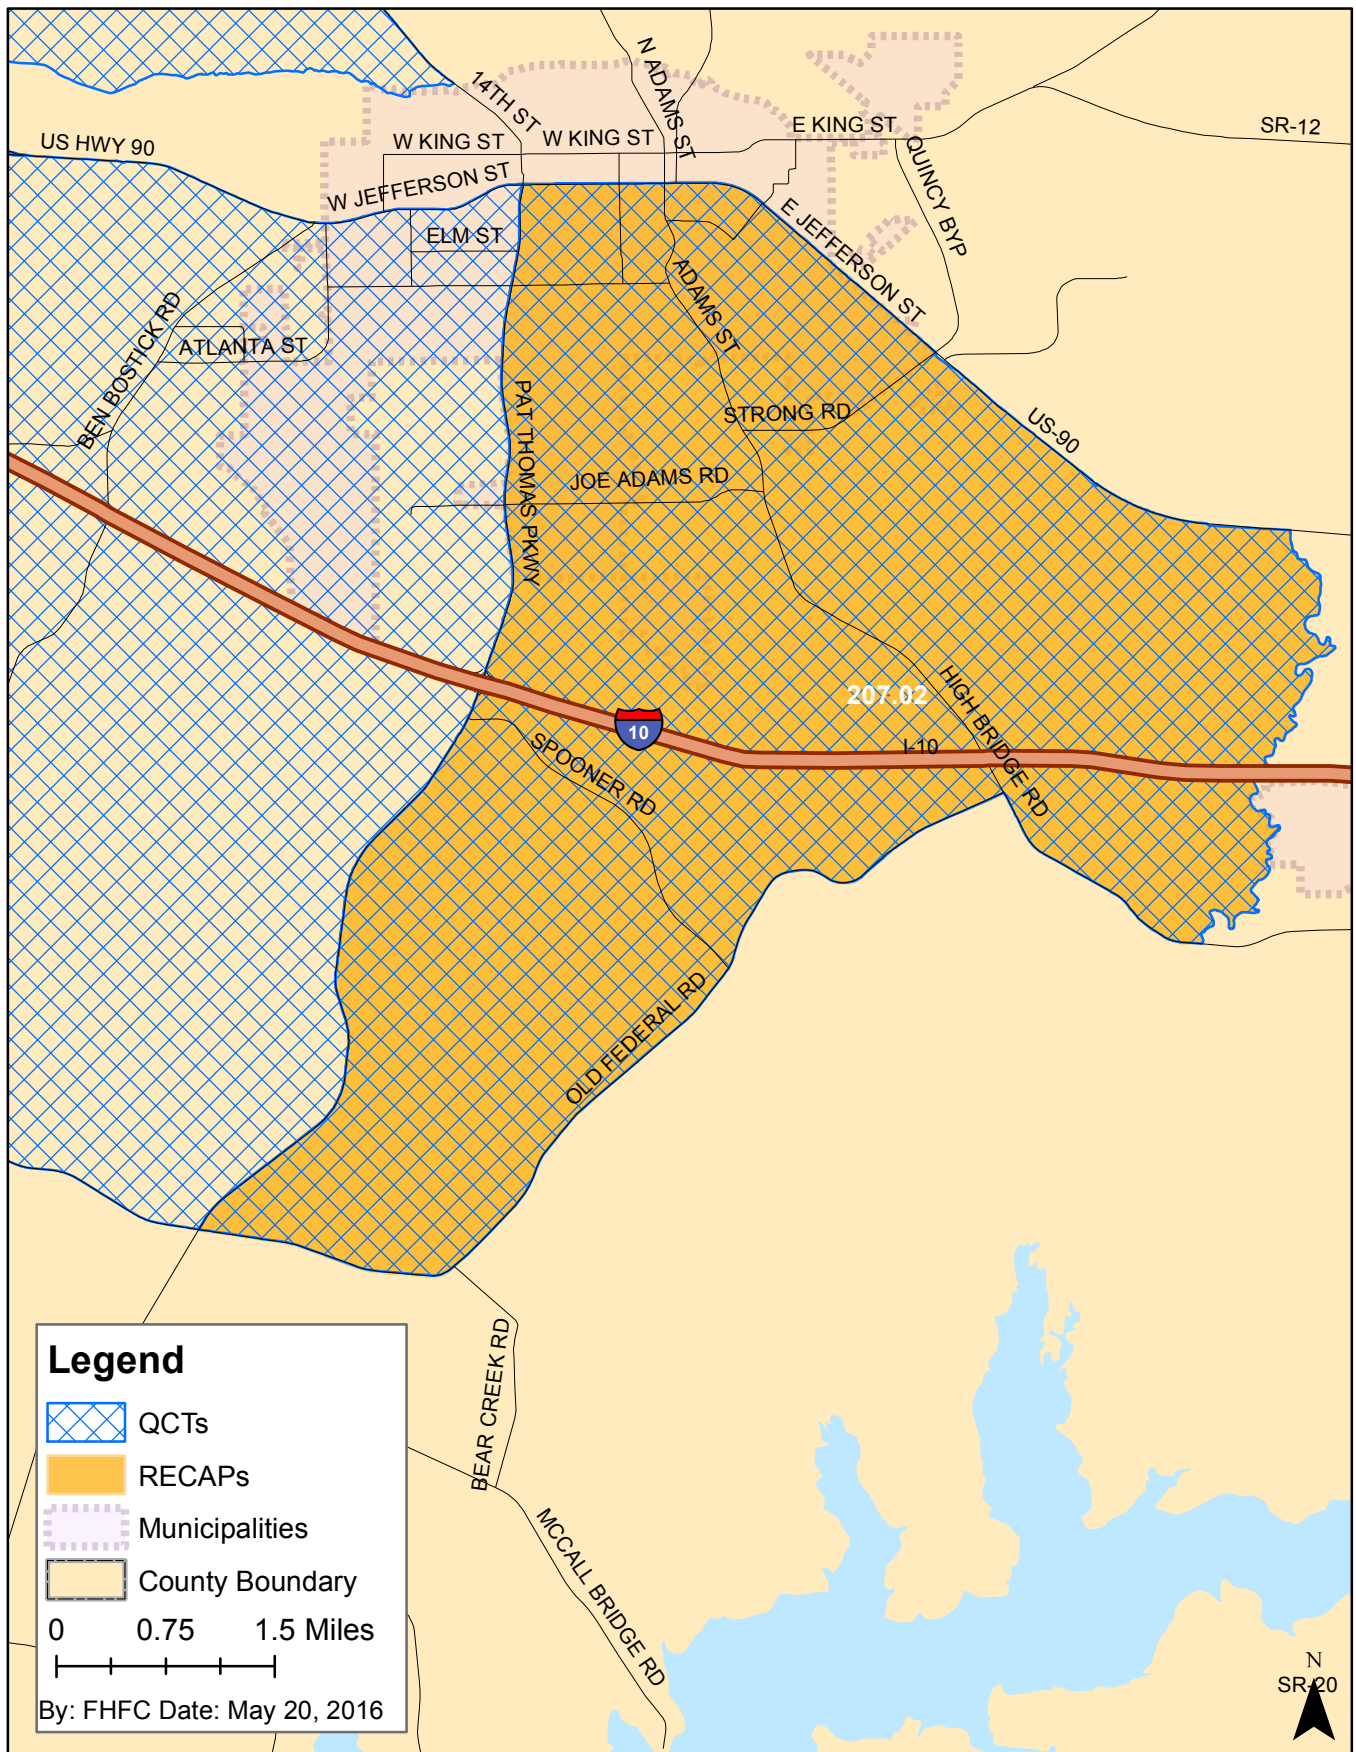 N ADAMS ST
14TH ST
E KING ST
SR-12
US HWY 90
W KING ST
W KING ST
QUINCY BYP
W JEFFERSON ST
ELM ST
E JEFFERSON ST
ADAMS ST
BEN BOSTICK RD
ATLANTA ST
PAT THOMAS PKWY
STRONG RD
US-90
JOE ADAMS RD
207.02
HIGH BRIDGE RD
10
I-10
SPOONER RD
OLD FEDERAL RD
BEAR CREEK RD
MCCALL BRIDGE RD
Legend
QCTs
RECAPs
Municipalities
County Boundary
0 0.75 1.5 Miles
By: FHFC Date: May 20, 2016
N
SR-20